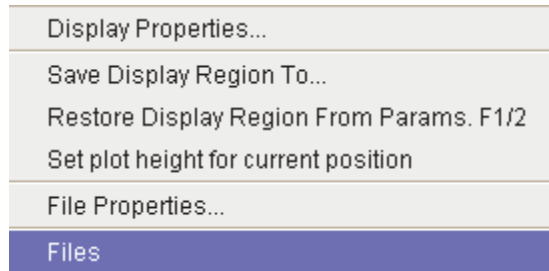 Display Properties...
Save Display Region To...
Restore Display Region From Params. F1/2
Set plot height for current position
File Properties...
Files